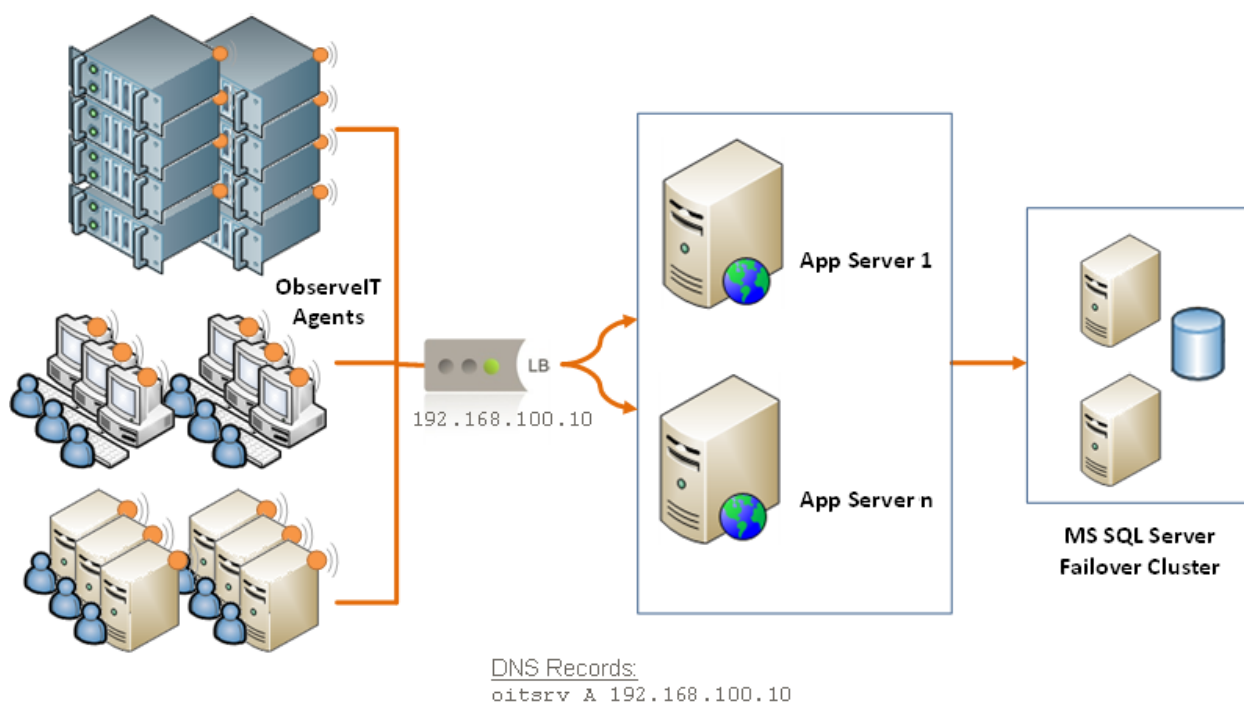 ObserveIT
Agents
LB
192.168.100.10
App Server 1
App Server n
MS SQL Server
Failover Cluster
DNS Records:
oitsrv A 192.168.100.10